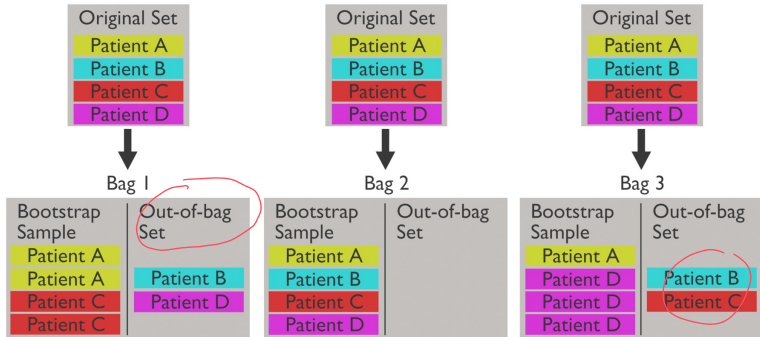 Original Set
Patient A
Patient B
Patient C
Patient D
Original Set
Patient A
Patient B
Patient C
Patient D
Original Set
Patient A
Patient B
Patient C
Patient D
Bag 1
Bootstrap
Sample
Patient A
Patient A
Patient C
Patient C
Out-of-bag
Set
Patient B
Patient D
Bag 2
Bootstrap
Sample
Patient A
Patient B
Patient C
Patient D
Out-of-bag
Set
Bag 3
Bootstrap
Sample
Patient A
Patient D
Patient D
Patient D
Out-of-bag
Set
Patient B
Patient C